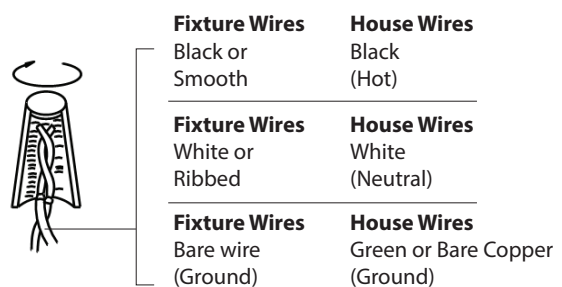 Fixture Wires House Wires
Black or Black
Smooth (Hot)
Fixture Wires House Wires
White or White
Ribbed (Neutral)
Fixture Wires House Wires
Bare wire Green or Bare Copper
(Ground) (Ground)